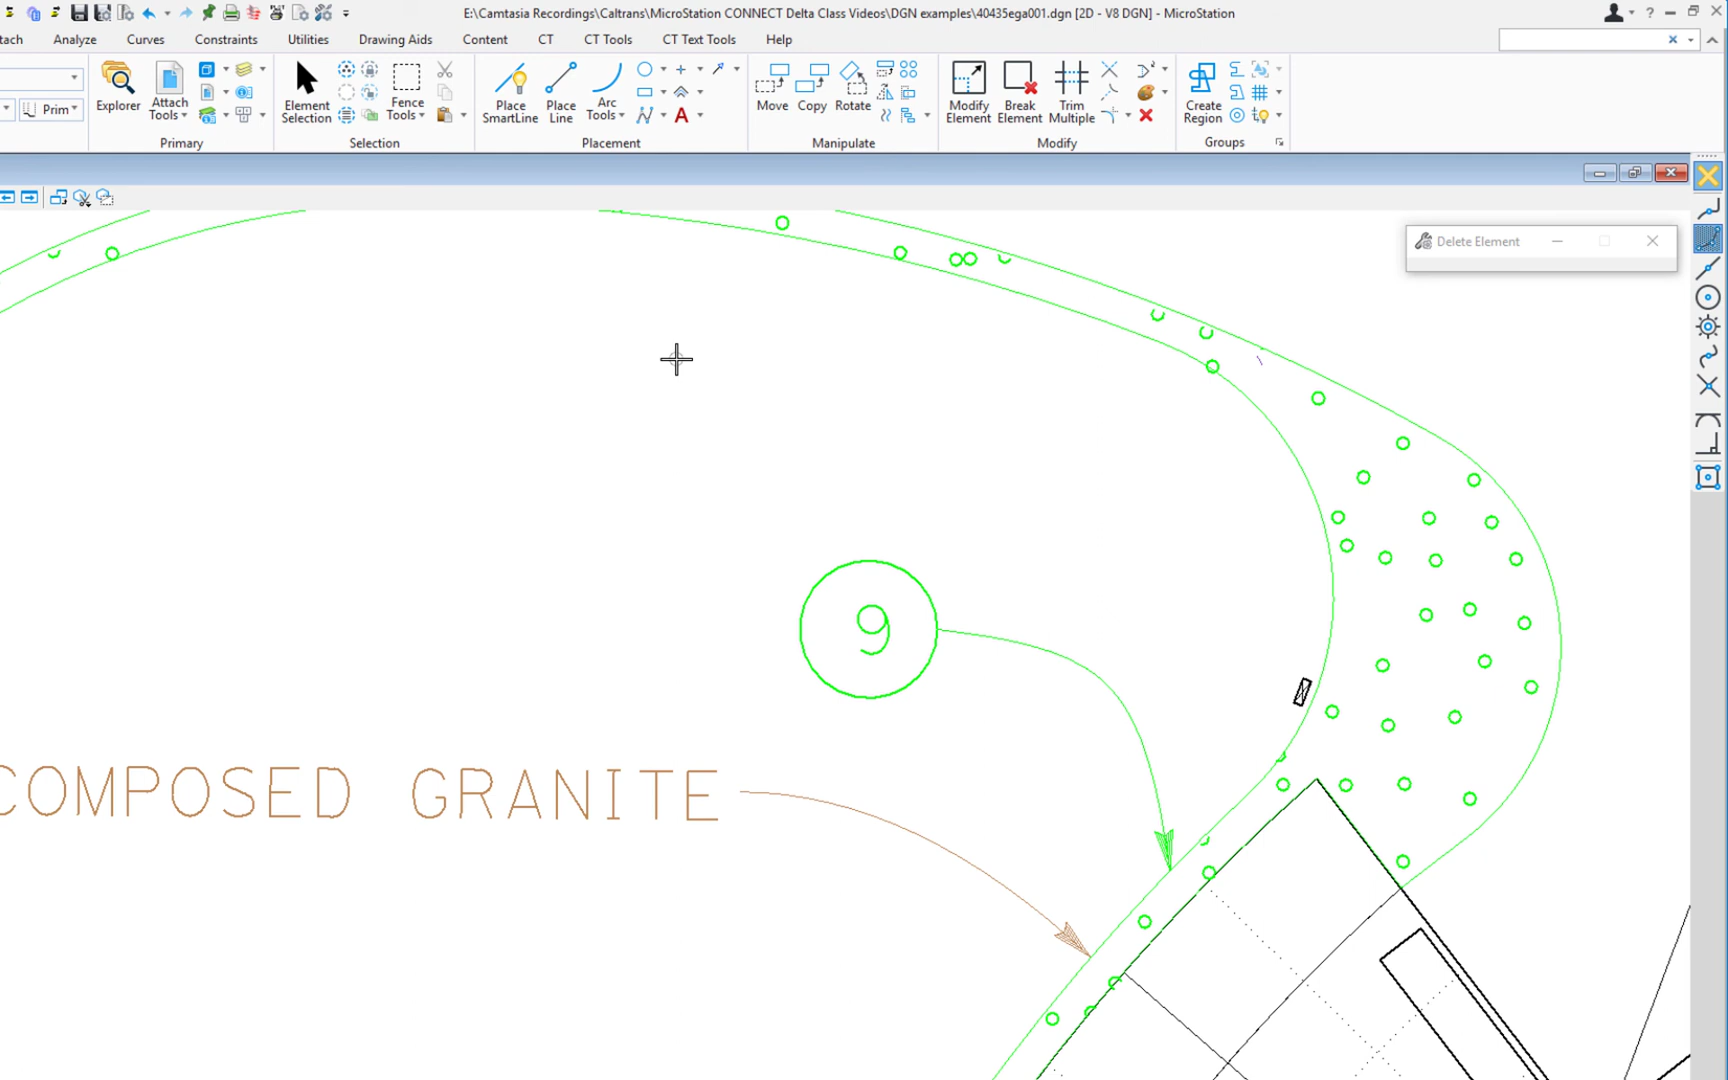 E:\Camtasia Recordings\Caltrans\MicroStation CONNECT Delta Class Videos\DGN examples\40435ega001.dgn [2D - V8 DGN] - MicroStation
tach Analyze Curves Constraints Utilities Drawing Aids Content CT CT Tools CT Text Tools Help
Prim
Explorer
Attach Tools
Primary
Element Selection
Fence Tools
Selection
Place SmartLine
Place Line
Arc Tools
Placement
Move Copy Rotate
Manipulate
Modify Element
Break Element
Trim Multiple
Modify
Create Region
Groups
Delete Element
9
COMPOSED GRANITE